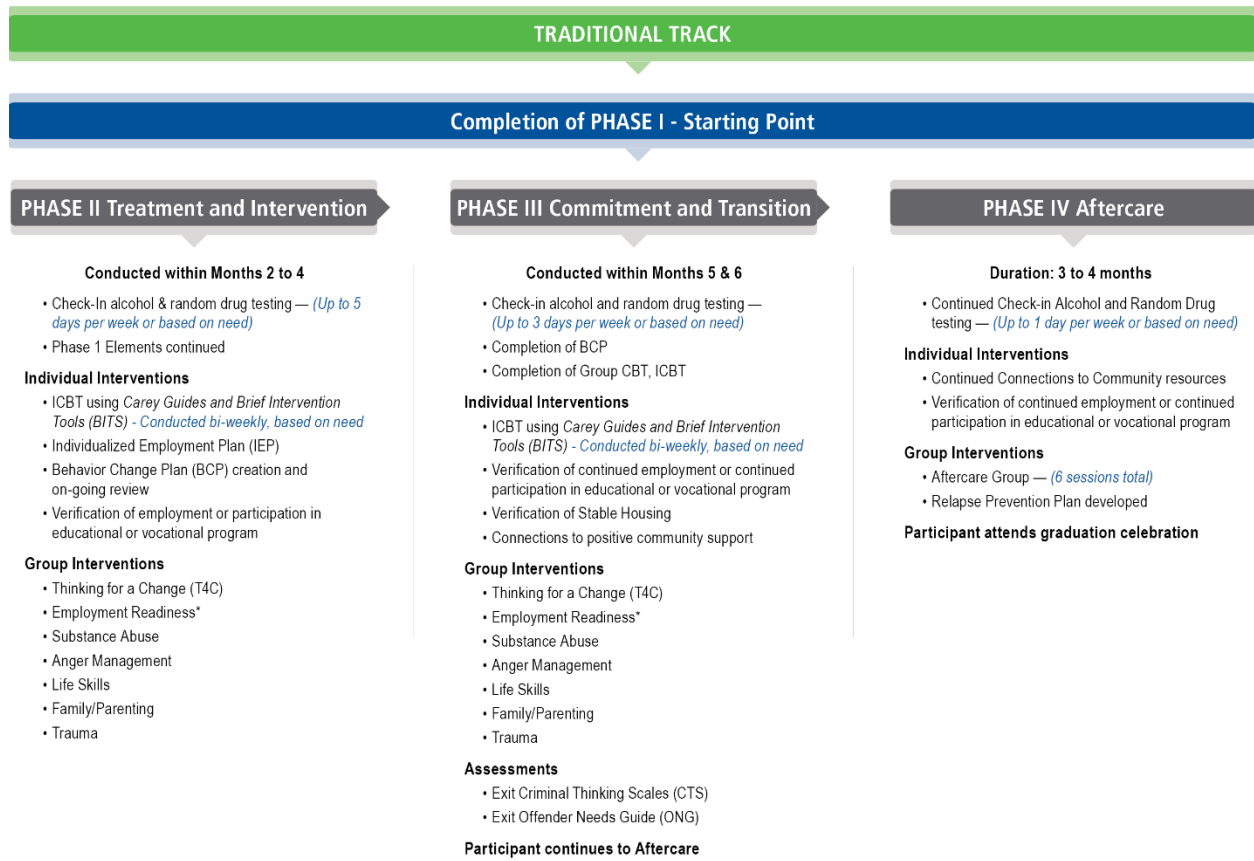 TRADITIONAL TRACK
Completion of PHASE I - Starting Point
PHASE II Treatment and Intervention
Conducted within Months 2 to 4
• Check-In alcohol & random drug testing — (Up to 5
days per week or based on need)
• Phase 1 Elements continued
Individual Interventions
• ICBT using Carey Guides and Brief Intervention
Tools (BITS) - Conducted bi-weekly, based on need
• Individualized Employment Plan (IEP)
• Behavior Change Plan (BCP) creation and
on-going review
• Verification of employment or participation in
educational or vocational program
Group Interventions
• Thinking for a Change (T4C)
• Employment Readiness*
• Substance Abuse
• Anger Management
• Life Skills
• Family/Parenting
• Trauma
PHASE III Commitment and Transition
Conducted within Months 5 & 6
• Check-in alcohol and random drug testing —
(Up to 3 days per week or based on need)
• Completion of BCP
• Completion of Group CBT, ICBT
Individual Interventions
• ICBT using Carey Guides and Brief Intervention
Tools (BITS) - Conducted bi-weekly, based on need
• Verification of continued employment or continued
participation in educational or vocational program
• Verification of Stable Housing
• Connections to positive community support
Group Interventions
• Thinking for a Change (T4C)
• Employment Readiness*
• Substance Abuse
• Anger Management
• Life Skills
• Family/Parenting
• Trauma
Assessments
• Exit Criminal Thinking Scales (CTS)
• Exit Offender Needs Guide (ONG)
Participant continues to Aftercare
PHASE IV Aftercare
Duration: 3 to 4 months
• Continued Check-in Alcohol and Random Drug
testing — (Up to 1 day per week or based on need)
Individual Interventions
• Continued Connections to Community resources
• Verification of continued employment or continued
participation in educational or vocational program
Group Interventions
• Aftercare Group — (6 sessions total)
• Relapse Prevention Plan developed
Participant attends graduation celebration